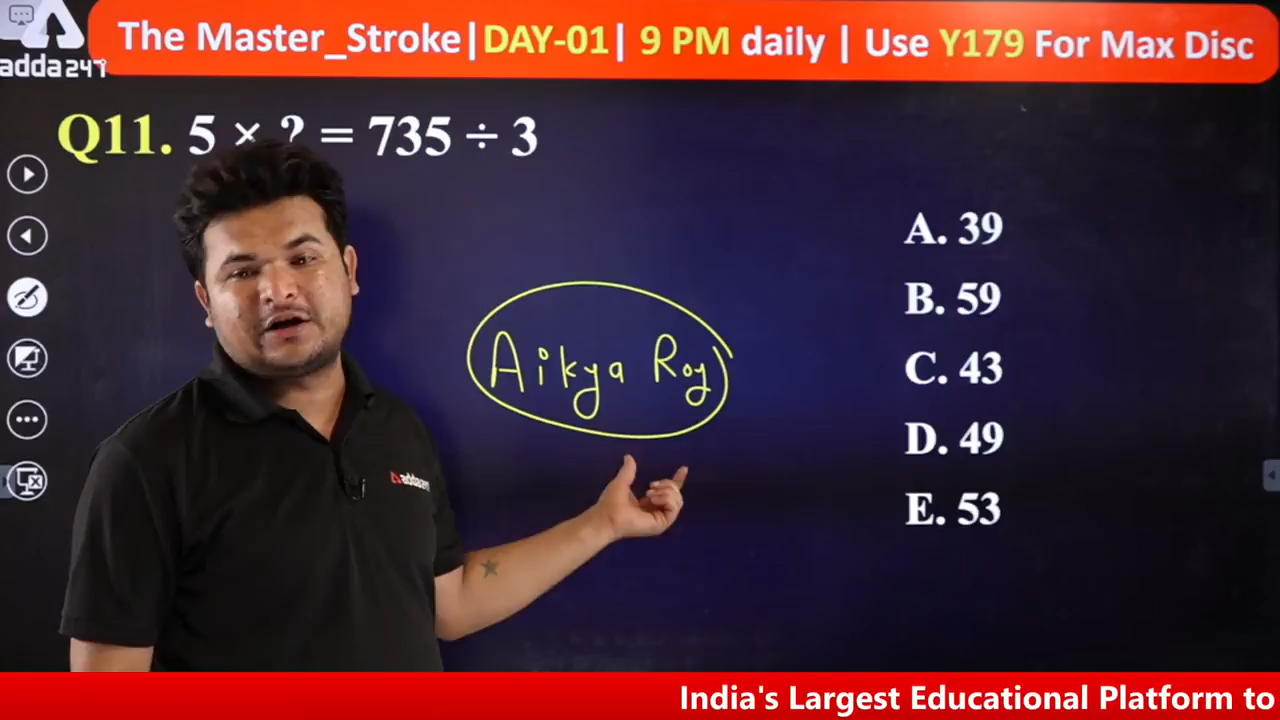 The Master_Stroke|DAY-01| 9 PM daily | Use Y179 For Max Disc
adda247
Q11. 5 × ? = 735 ÷ 3
A. 39
B. 59
C. 43
D. 49
E. 53
Aikya Roy
adda247
India's Largest Educational Platform to